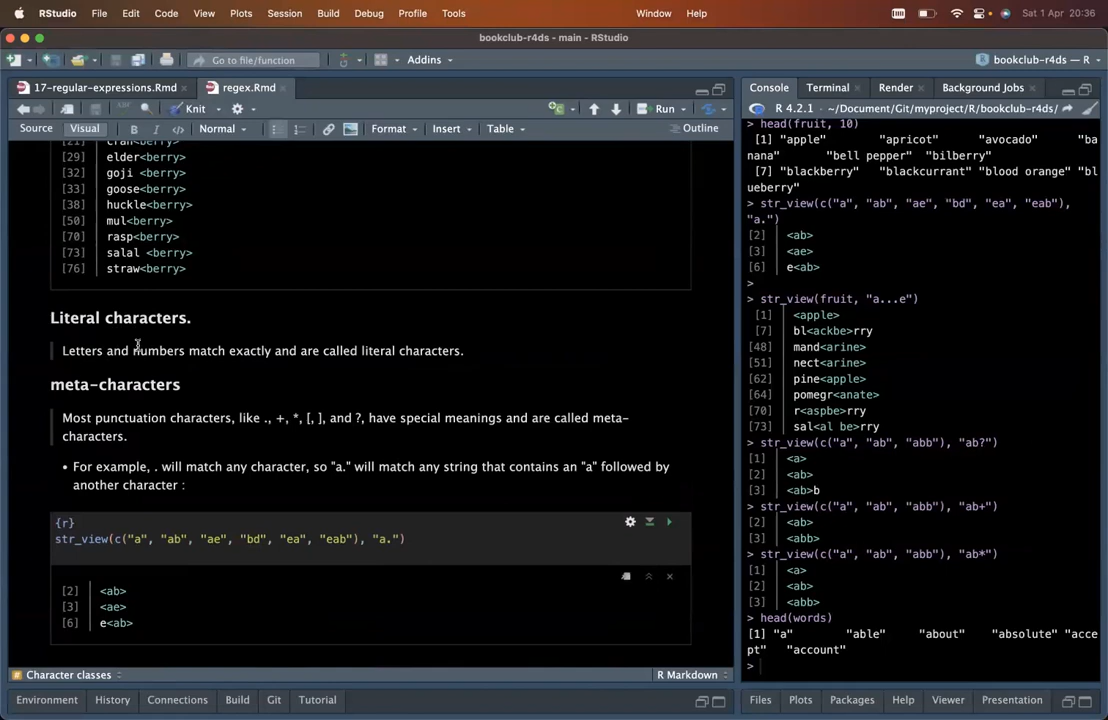 RStudio File Edit Code View Plots Session Build Debug Profile Tools Window Help Sat 1 Apr 20:36
bookclub-r4ds - main - RStudio
Go to file/function Addins bookclub-r4ds — R
17-regular-expressions.Rmd regex.Rmd
Knit Run
Source Visual B I Normal Format Insert Table Outline
cran<berry>
[29] elder<berry>
[32] goji <berry>
[33] goose<berry>
[38] huckle<berry>
[50] mul<berry>
[70] rasp<berry>
[73] salal <berry>
[76] straw<berry>
Literal characters.
Letters and numbers match exactly and are called literal characters.
meta-characters
Most punctuation characters, like ., +, *, [, ], and ?, have special meanings and are called meta-
characters.
• For example, . will match any character, so "a." will match any string that contains an "a" followed by
another character :
{r}
str_view(c("a", "ab", "ae", "bd", "ea", "eab"), "a.")
[2] <ab>
[3] <ae>
[6] e<ab>
# Character classes R Markdown
Environment History Connections Build Git Tutorial
Console Terminal Render Background Jobs
R 4.2.1 · ~/Document/Git/myproject/R/bookclub-r4ds/
> head(fruit, 10)
[1] "apple" "apricot" "avocado" "ba
nana" "bell pepper" "bilberry"
[7] "blackberry" "blackcurrant" "blood orange" "bl
ueberry"
> str_view(c("a", "ab", "ae", "bd", "ea", "eab"),
"a.")
[2] <ab>
[3] <ae>
[6] e<ab>
>
> str_view(fruit, "a...e")
[1] <apple>
[7] bl<ackbe>rry
[48] mand<arine>
[51] nect<arine>
[62] pine<apple>
[64] pomegr<anate>
[70] r<aspbe>rry
[73] sal<al be>rry
> str_view(c("a", "ab", "abb"), "ab?")
[1] <a>
[2] <ab>
[3] <ab>b
> str_view(c("a", "ab", "abb"), "ab+")
[2] <ab>
[3] <abb>
> str_view(c("a", "ab", "abb"), "ab*")
[1] <a>
[2] <ab>
[3] <abb>
> head(words)
[1] "a" "able" "about" "absolute" "acce
pt" "account"
>
Files Plots Packages Help Viewer Presentation